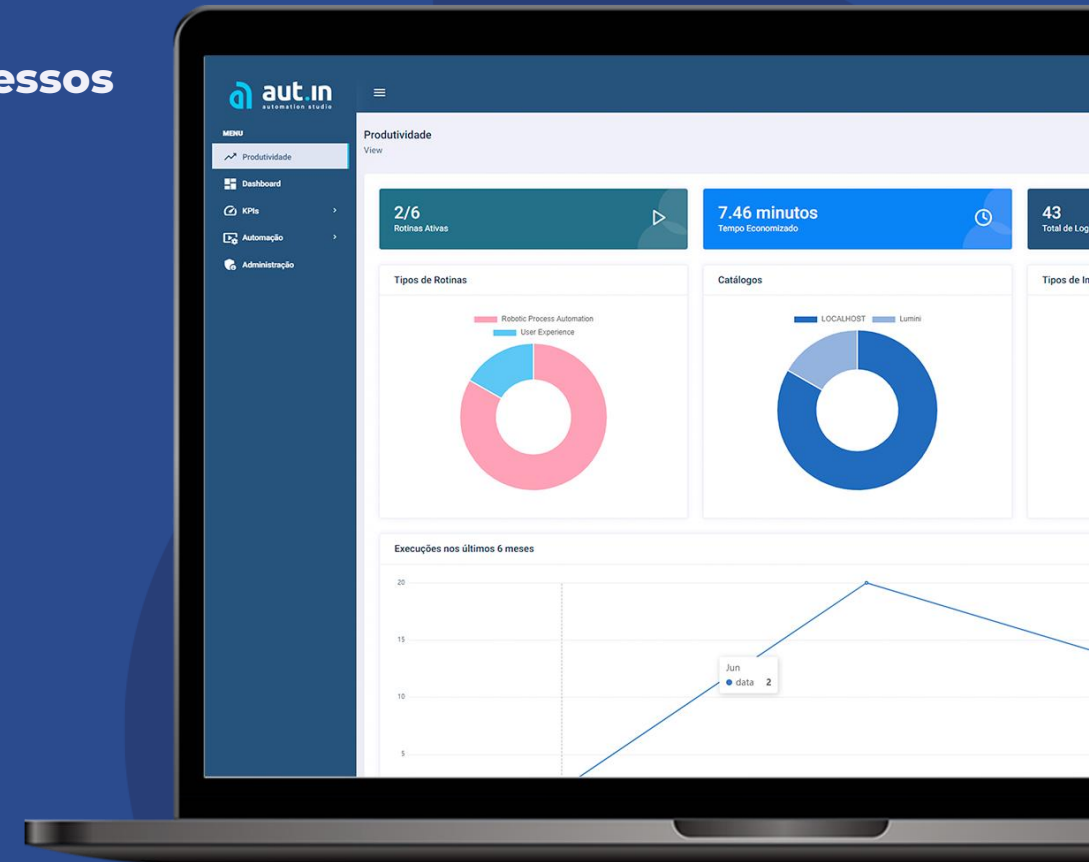 essos
aut.in
automation studio
MENU
Produtividade
Dashboard
KPIs
Automação
Administração
Produtividade
View
2/6
Rotinas Ativas
7.46 minutos
Tempo Economizado
43
Total de Log
Tipos de Rotinas
Robotic Process Automation
User Experience
Catálogos
LOCALHOST Lumini
Tipos de In
Execuções nos últimos 6 meses
20
15
10
5
Jun
data 2